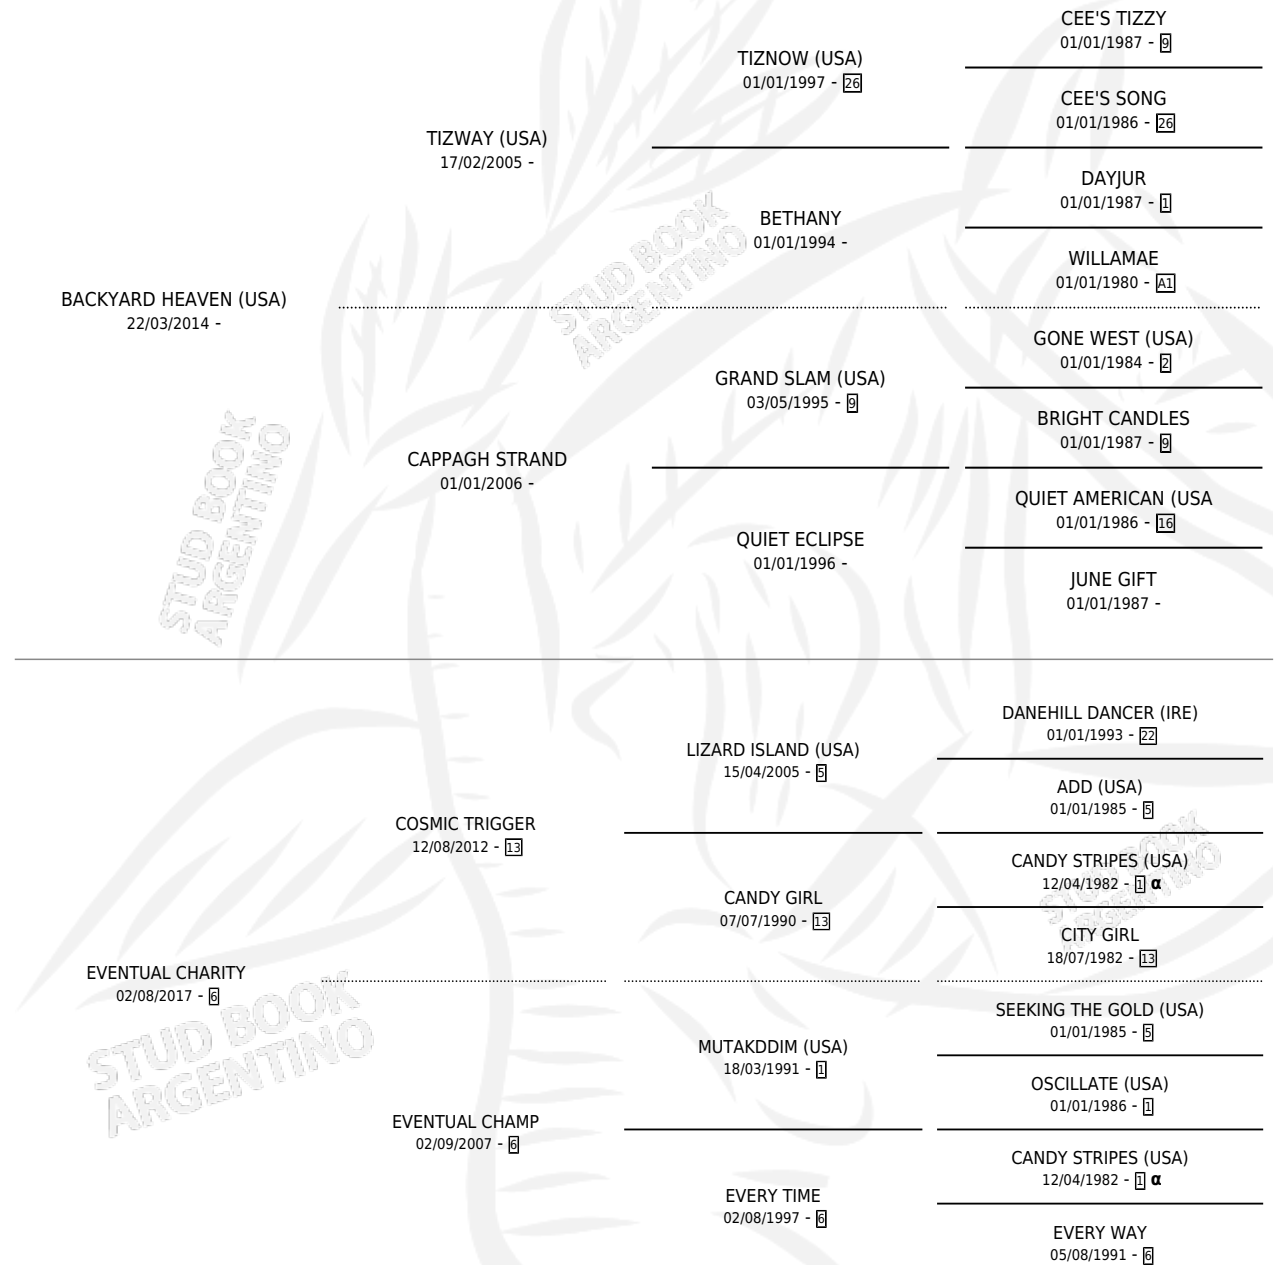 CEE'S TIZZY
01/01/1987 - 9
TIZNOW (USA)
01/01/1997 - 26
CEE'S SONG
01/01/1986 - 26
TIZWAY (USA)
17/02/2005 -
DAYJUR
01/01/1987 - 1
BETHANY
01/01/1994 -
WILLAMAE
01/01/1980 - A1
BACKYARD HEAVEN (USA)
22/03/2014 -
GONE WEST (USA)
01/01/1984 - 2
GRAND SLAM (USA)
03/05/1995 - 9
BRIGHT CANDLES
01/01/1987 - 9
CAPPAGH STRAND
01/01/2006 -
QUIET AMERICAN (USA
01/01/1986 - 16
QUIET ECLIPSE
01/01/1996 -
JUNE GIFT
01/01/1987 -
STUD BOOK
ARGENTINO
STUD BOOK
ARGENTINO
DANEHILL DANCER (IRE)
01/01/1993 - 22
LIZARD ISLAND (USA)
15/04/2005 - 5
ADD (USA)
01/01/1985 - 5
COSMIC TRIGGER
12/08/2012 - 13
CANDY STRIPES (USA)
12/04/1982 - 1 α
CANDY GIRL
07/07/1990 - 13
CITY GIRL
18/07/1982 - 13
EVENTUAL CHARITY
02/08/2017 - 6
SEEKING THE GOLD (USA)
01/01/1985 - 5
MUTAKDDIM (USA)
18/03/1991 - 1
OSCILLATE (USA)
01/01/1986 - 1
EVENTUAL CHAMP
02/09/2007 - 6
CANDY STRIPES (USA)
12/04/1982 - 1 α
EVERY TIME
02/08/1997 - 6
EVERY WAY
05/08/1991 - 6
STUD BOOK
ARGENTINO
STUD BOOK
ARGENTINO